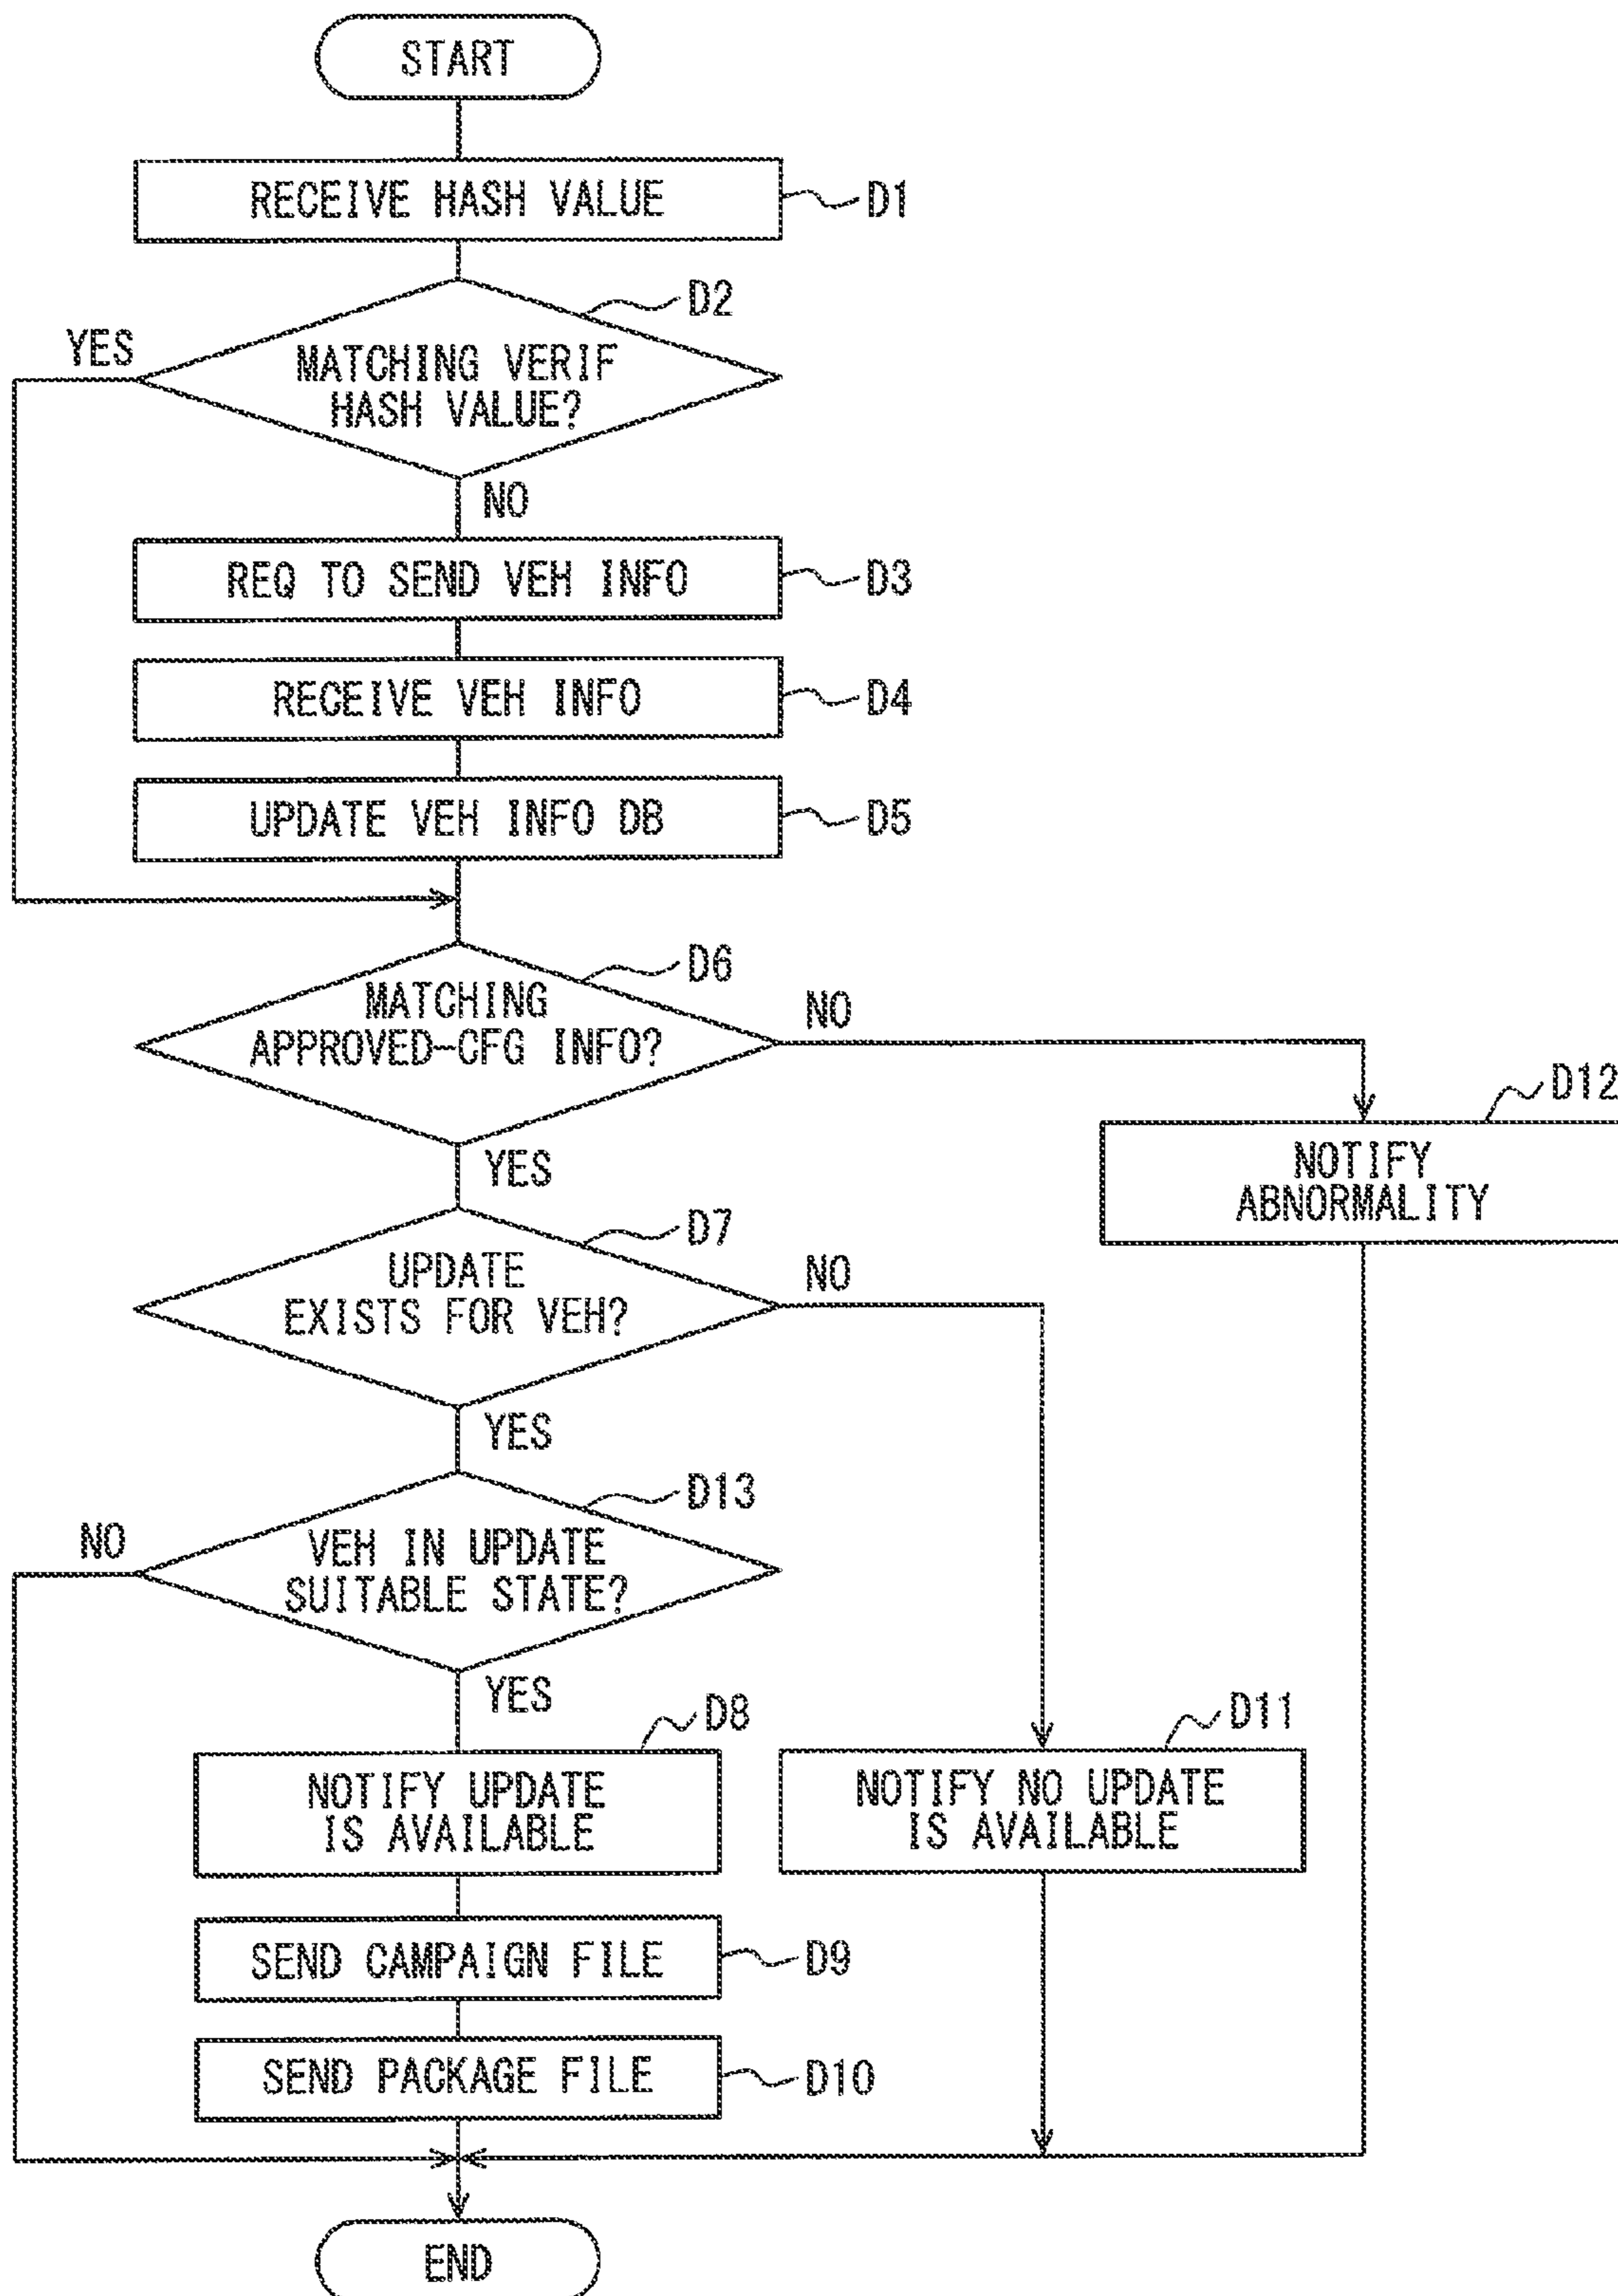 START
RECEIVE HASH VALUE
D1
D2
YES
MATCHING VERIF
HASH VALUE?
NO
REQ TO SEND VEH INFO
D3
RECEIVE VEH INFO
D4
UPDATE VEH INFO DB
D5
D6
MATCHING
APPROVED-CFG INFO?
NO
YES
D12
NOTIFY
ABNORMALITY
D7
UPDATE
EXISTS FOR VEH?
NO
YES
D13
NO
VEH IN UPDATE
SUITABLE STATE?
YES
D8
NOTIFY UPDATE
IS AVAILABLE
D11
NOTIFY NO UPDATE
IS AVAILABLE
SEND CAMPAIGN FILE
D9
SEND PACKAGE FILE
D10
END